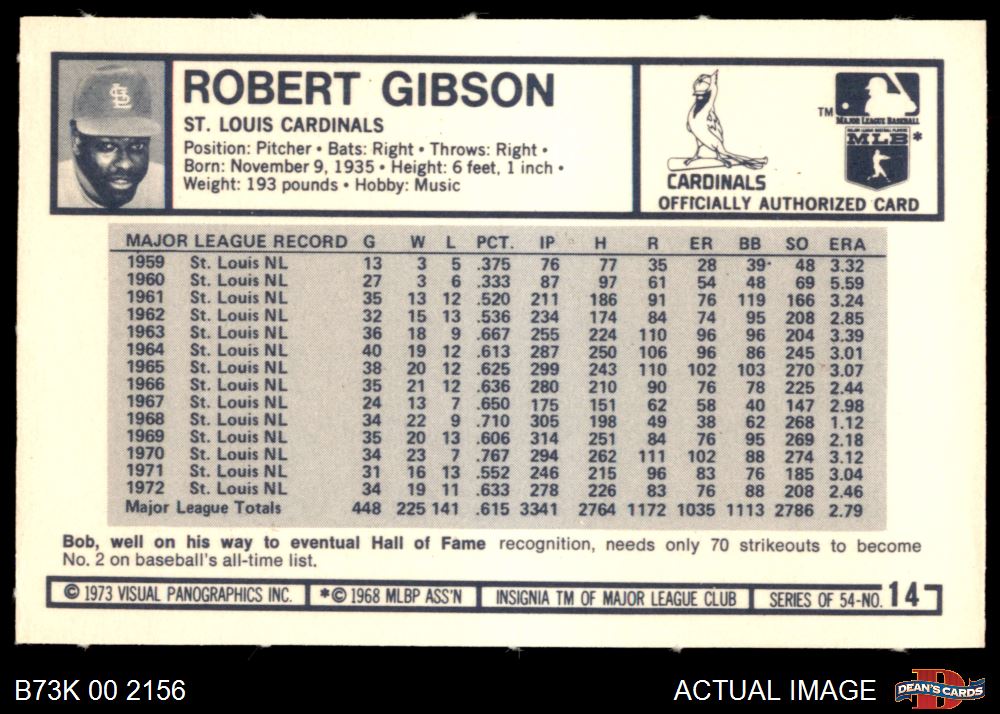 ROBERT GIBSON
ST. LOUIS CARDINALS
Position: Pitcher • Bats: Right • Throws: Right •
Born: November 9, 1935 • Height: 6 feet, 1 inch •
Weight: 193 pounds • Hobby: Music
CARDINALS
TM
MAJOR LEAGUE BASEBALL
MLB*
OFFICIALLY AUTHORIZED CARD
MAJOR LEAGUE RECORD G W L PCT. IP H R ER BB SO ERA
1959 St. Louis NL 13 3 5 .375 76 77 35 28 39 48 3.32
1960 St. Louis NL 27 3 6 .333 87 97 61 54 48 69 5.59
1961 St. Louis NL 35 13 12 .520 211 186 91 76 119 166 3.24
1962 St. Louis NL 32 15 13 .536 234 174 84 74 95 208 2.85
1963 St. Louis NL 36 18 9 .667 255 224 110 96 96 204 3.39
1964 St. Louis NL 40 19 12 .613 287 250 106 96 86 245 3.01
1965 St. Louis NL 38 20 12 .625 299 243 110 102 103 270 3.07
1966 St. Louis NL 35 21 12 .636 280 210 90 76 78 225 2.44
1967 St. Louis NL 24 13 7 .650 175 151 62 58 40 147 2.98
1968 St. Louis NL 34 22 9 .710 305 198 49 38 62 268 1.12
1969 St. Louis NL 35 20 13 .606 314 251 84 76 95 269 2.18
1970 St. Louis NL 34 23 7 .767 294 262 111 102 88 274 3.12
1971 St. Louis NL 31 16 13 .552 246 215 96 83 76 185 3.04
1972 St. Louis NL 34 19 11 .633 278 226 83 76 88 208 2.46
Major League Totals 448 225 141 .615 3341 2764 1172 1035 1113 2786 2.79
Bob, well on his way to eventual Hall of Fame recognition, needs only 70 strikeouts to become
No. 2 on baseball's all-time list.
© 1973 VISUAL PANOGRAPHICS INC. *© 1968 MLBP ASS'N INSIGNIA TM OF MAJOR LEAGUE CLUB SERIES OF 54-NO. 14
B73K 00 2156
ACTUAL IMAGE
D
DEAN'S CARDS